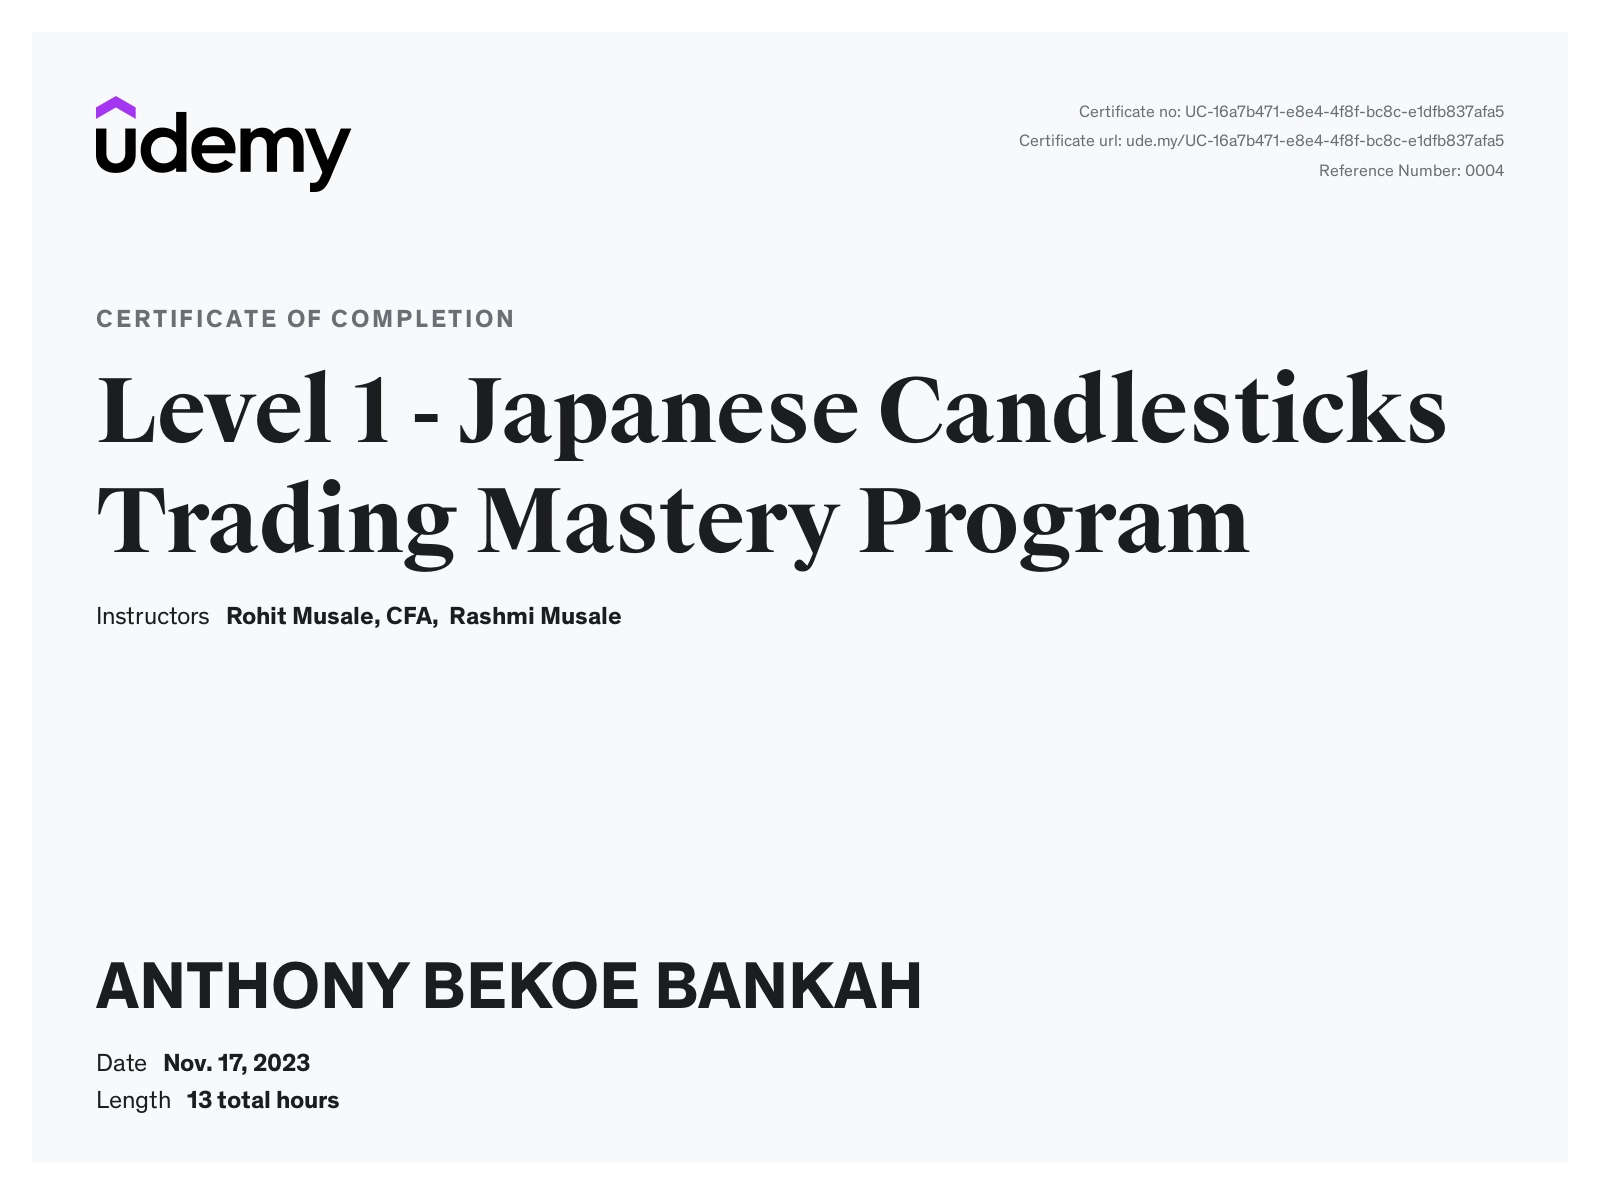 udemy
Certificate no: UC-16a7b471-e8e4-4f8f-bc8c-e1dfb837afa5
Certificate url: ude.my/UC-16a7b471-e8e4-4f8f-bc8c-e1dfb837afa5
Reference Number: 0004
CERTIFICATE OF COMPLETION
Level 1 - Japanese Candlesticks
Trading Mastery Program
Instructors Rohit Musale, CFA, Rashmi Musale
ANTHONY BEKOE BANKAH
Date Nov. 17, 2023
Length 13 total hours